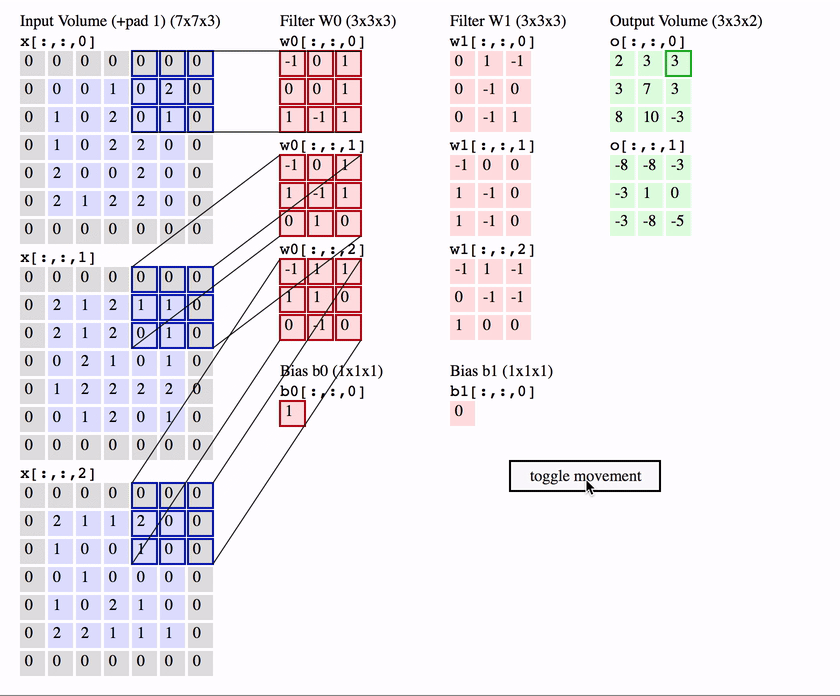 Input Volume (+pad 1) (7x7x3)
x[:,:,0]
0 0 0 0 0 0 0
0 0 0 1 0 2 0
0 1 0 2 0 1 0
0 1 0 2 2 0 0
0 2 0 0 2 0 0
0 2 1 2 2 0 0
0 0 0 0 0 0 0
x[:,:,1]
0 0 0 0 0 0 0
0 2 1 2 1 1 0
0 2 1 2 0 1 0
0 0 2 1 0 1 0
0 1 2 2 2 2 0
0 0 1 2 0 1 0
0 0 0 0 0 0 0
x[:,:,2]
0 0 0 0 0 0 0
0 2 1 1 2 0 0
0 1 0 0 1 0 0
0 0 1 0 0 0 0
0 1 0 2 1 0 0
0 2 2 1 1 1 0
0 0 0 0 0 0 0
Filter W0 (3x3x3)
w0[:,:,0]
-1 0 1
0 0 1
1 -1 1
w0[:,:,1]
-1 0 1
1 -1 1
0 1 0
w0[:,:,2]
-1 1 1
1 1 0
0 -1 0
Bias b0 (1x1x1)
b0[:,:,0]
1
Filter W1 (3x3x3)
w1[:,:,0]
0 1 -1
0 -1 0
0 -1 1
w1[:,:,1]
-1 0 0
1 -1 0
1 -1 0
w1[:,:,2]
-1 1 -1
0 -1 -1
1 0 0
Bias b1 (1x1x1)
b1[:,:,0]
0
Output Volume (3x3x2)
o[:,:,0]
2 3 3
3 7 3
8 10 -3
o[:,:,1]
-8 -8 -3
-3 1 0
-3 -8 -5
toggle movement